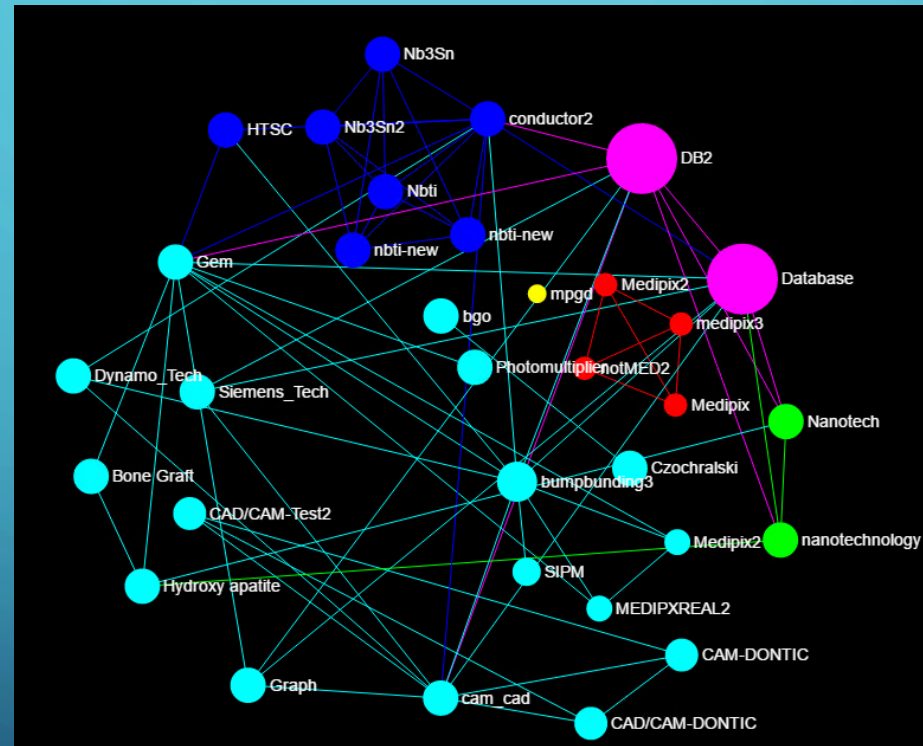 Nb3Sn
conductor2
HTSC
Nb3Sn2
DB2
Nbti
nbti-new
nbti-new
Gem
Database
Medipix2
mpgd
bgo
medipix3
Photomultiplier
notMED2
Dynamo_Tech
Siemens_Tech
Medipix
Nanotech
Czochralski
Bone Graft
bumpbunding3
CAD/CAM-Test2
Medipix2
nanotechnology
SIPM
Hydroxy apatite
MEDIPXREAL2
CAM-DONTIC
Graph
cam_cad
CAD/CAM-DONTIC